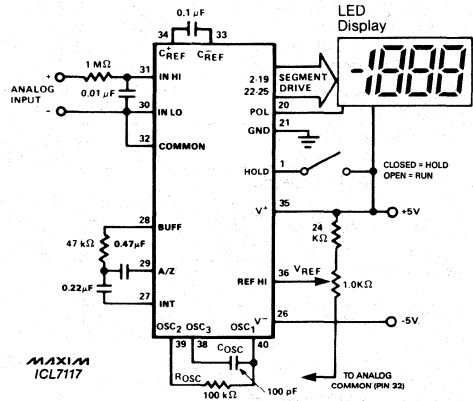 LED
Display
0.1 µF
34
33
C+REF
C-REF
1 MΩ
31
IN HI
ANALOG
INPUT
+
-
0.01 µF
30
IN LO
32
COMMON
2-19
22-25
SEGMENT
DRIVE
-1888
20
POL
21
GND
1
HOLD
CLOSED = HOLD
OPEN = RUN
35
V+
+5V
24
KΩ
28
BUFF
47 kΩ
0.47µF
29
A/Z
0.22µF
27
INT
36
REF HI
VREF
1.0KΩ
26
V-
-5V
OSC2
OSC3
OSC1
39
38
40
COSC
ROSC
100 kΩ
100 pF
TO ANALOG
COMMON (PIN 32)
MAXIM
ICL7117